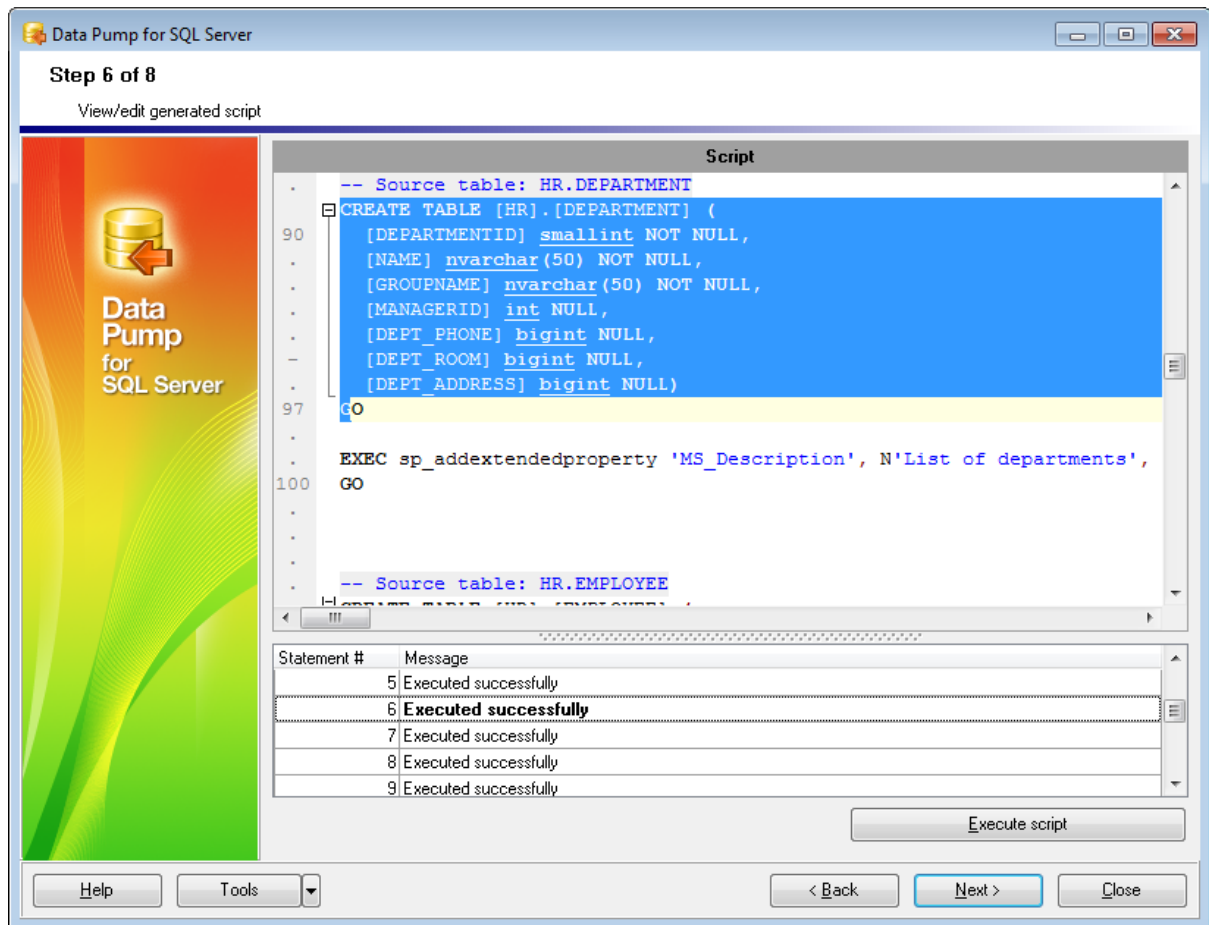 Data Pump for SQL Server
Step 6 of 8
View/edit generated script
Data
Pump
for
SQL Server
Script
-- Source table: HR.DEPARTMENT
CREATE TABLE [HR].[DEPARTMENT] (
90 [DEPARTMENTID] smallint NOT NULL,
[NAME] nvarchar(50) NOT NULL,
[GROUPNAME] nvarchar(50) NOT NULL,
[MANAGERID] int NULL,
[DEPT_PHONE] bigint NULL,
[DEPT_ROOM] bigint NULL,
[DEPT_ADDRESS] bigint NULL)
97 GO
EXEC sp_addextendedproperty 'MS_Description', N'List of departments',
100 GO
-- Source table: HR.EMPLOYEE
CREATE TABLE [HR].[EMPLOYEE] (
Statement # Message
5 Executed successfully
6 Executed successfully
7 Executed successfully
8 Executed successfully
9 Executed successfully
Execute script
Help Tools < Back Next > Close